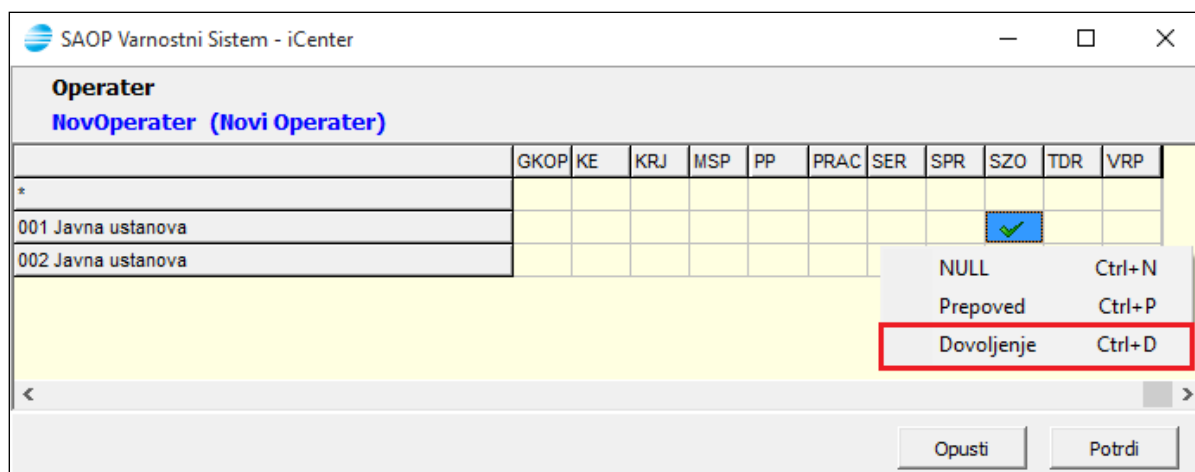 SAOP Varnostni Sistem - iCenter
Operater
NovOperater (Novi Operater)
GKOP KE KRJ MSP PP PRAC SER SPR SZO TDR VRP
*
001 Javna ustanova
002 Javna ustanova
NULL Ctrl+N
Prepoved Ctrl+P
Dovoljenje Ctrl+D
Opusti Potrdi